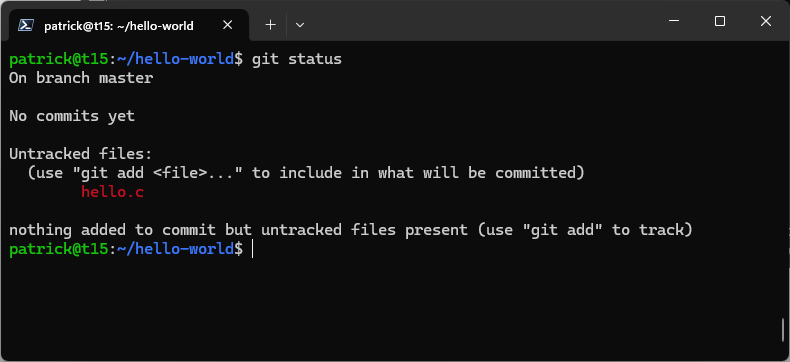 patrick@t15: ~/hello-world
patrick@t15:~/hello-world$ git status
On branch master
No commits yet
Untracked files:
  (use "git add <file>..." to include in what will be committed)
        hello.c
nothing added to commit but untracked files present (use "git add" to track)
patrick@t15:~/hello-world$